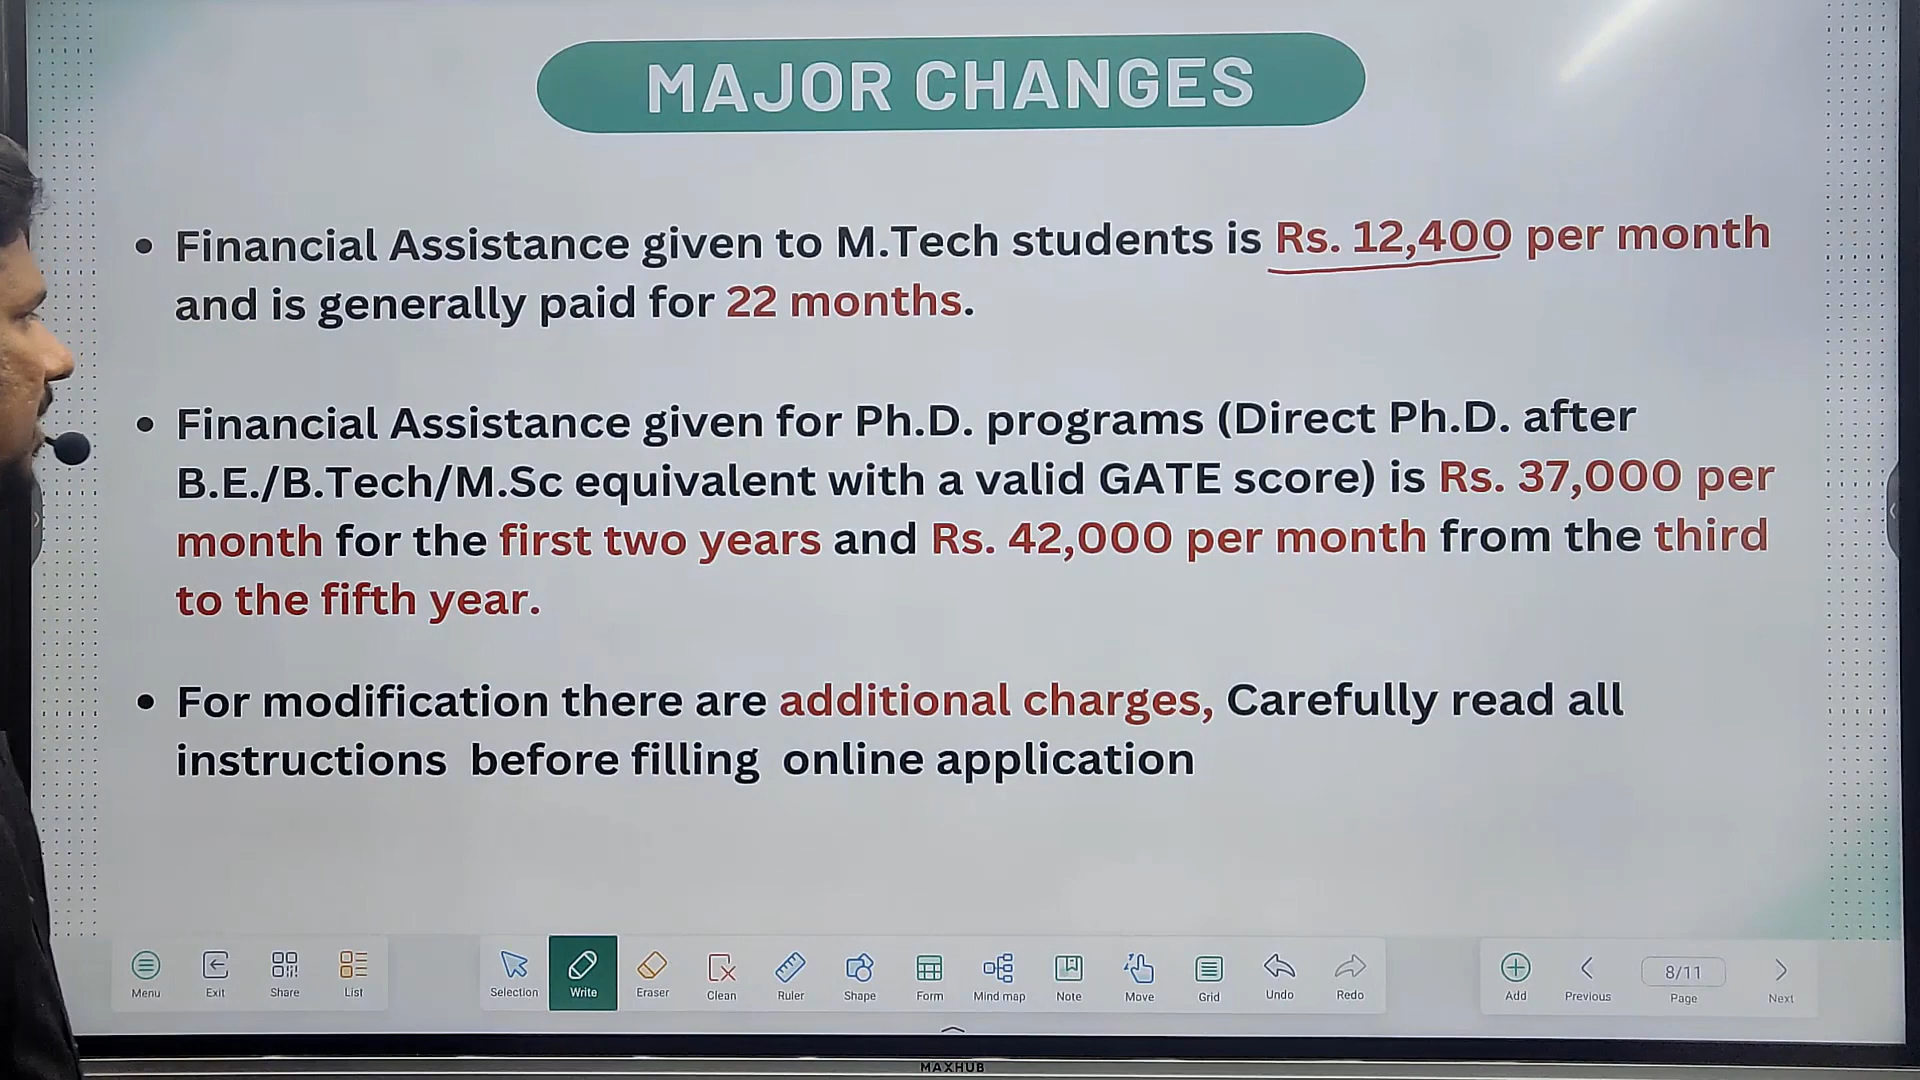 MAJOR CHANGES
• Financial Assistance given to M.Tech students is Rs. 12,400 per month
and is generally paid for 22 months.
• Financial Assistance given for Ph.D. programs (Direct Ph.D. after
B.E./B.Tech/M.Sc equivalent with a valid GATE score) is Rs. 37,000 per
month for the first two years and Rs. 42,000 per month from the third
to the fifth year.
• For modification there are additional charges, Carefully read all
instructions before filling online application
Menu Exit Share List Selection Write Eraser Clean Ruler Shape Form Mind map Note Move Grid Undo Redo Add Previous 8/11 Page Next
MAXHUB